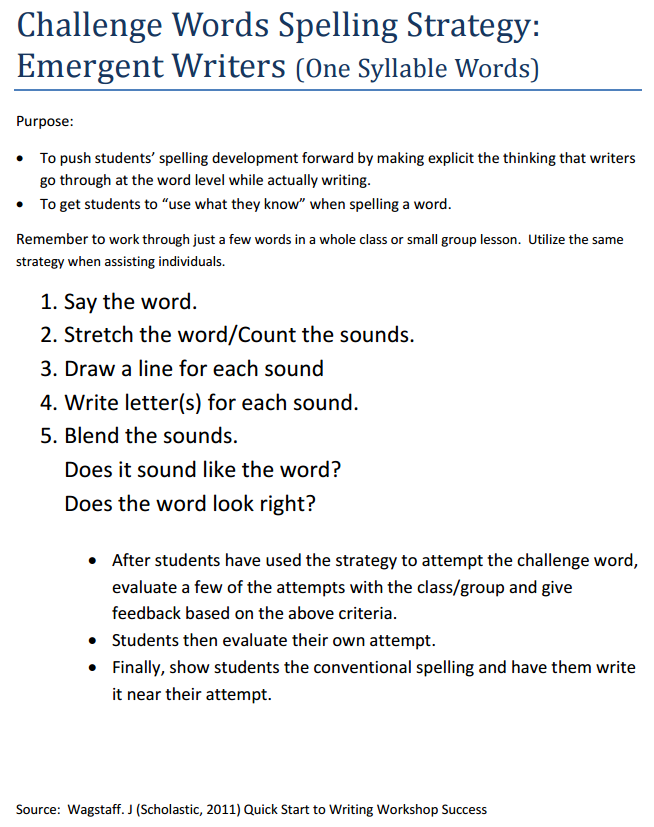 Challenge Words Spelling Strategy:
Emergent Writers (One Syllable Words)
Purpose:
• To push students’ spelling development forward by making explicit the thinking that writers
go through at the word level while actually writing.
• To get students to “use what they know” when spelling a word.
Remember to work through just a few words in a whole class or small group lesson.  Utilize the same
strategy when assisting individuals.
1. Say the word.
2. Stretch the word/Count the sounds.
3. Draw a line for each sound
4. Write letter(s) for each sound.
5. Blend the sounds.
Does it sound like the word?
Does the word look right?
• After students have used the strategy to attempt the challenge word,
evaluate a few of the attempts with the class/group and give
feedback based on the above criteria.
• Students then evaluate their own attempt.
• Finally, show students the conventional spelling and have them write
it near their attempt.
Source:  Wagstaff. J (Scholastic, 2011) Quick Start to Writing Workshop Success